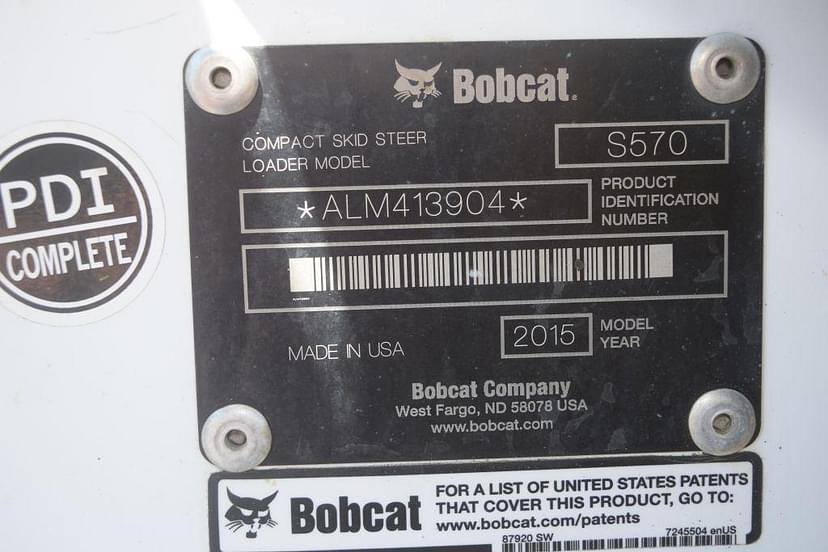 Bobcat
COMPACT SKID STEER
LOADER MODEL
S570
*ALM413904*
PRODUCT
IDENTIFICATION
NUMBER
MADE IN USA
2015
MODEL
YEAR
Bobcat Company
West Fargo, ND 58078 USA
www.bobcat.com
PDI
COMPLETE
Bobcat
FOR A LIST OF UNITED STATES PATENTS
THAT COVER THIS PRODUCT, GO TO:
www.bobcat.com/patents
87920 SW
7245504 enUS